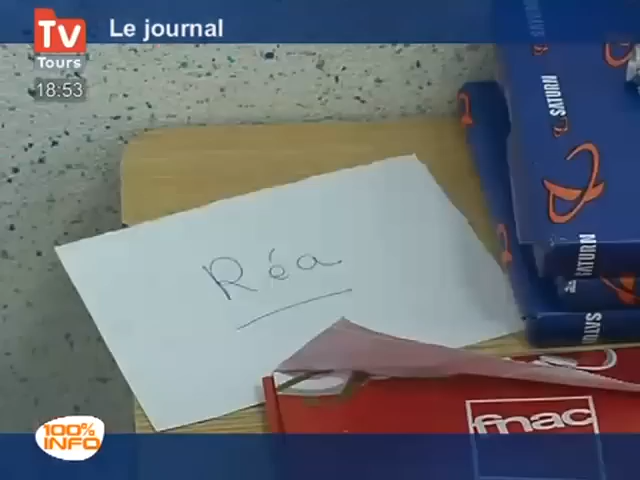 Tv Le journal
Tours
18:53
SATURN
SATURN
SATURN
Réa
fnac
100%
INFO